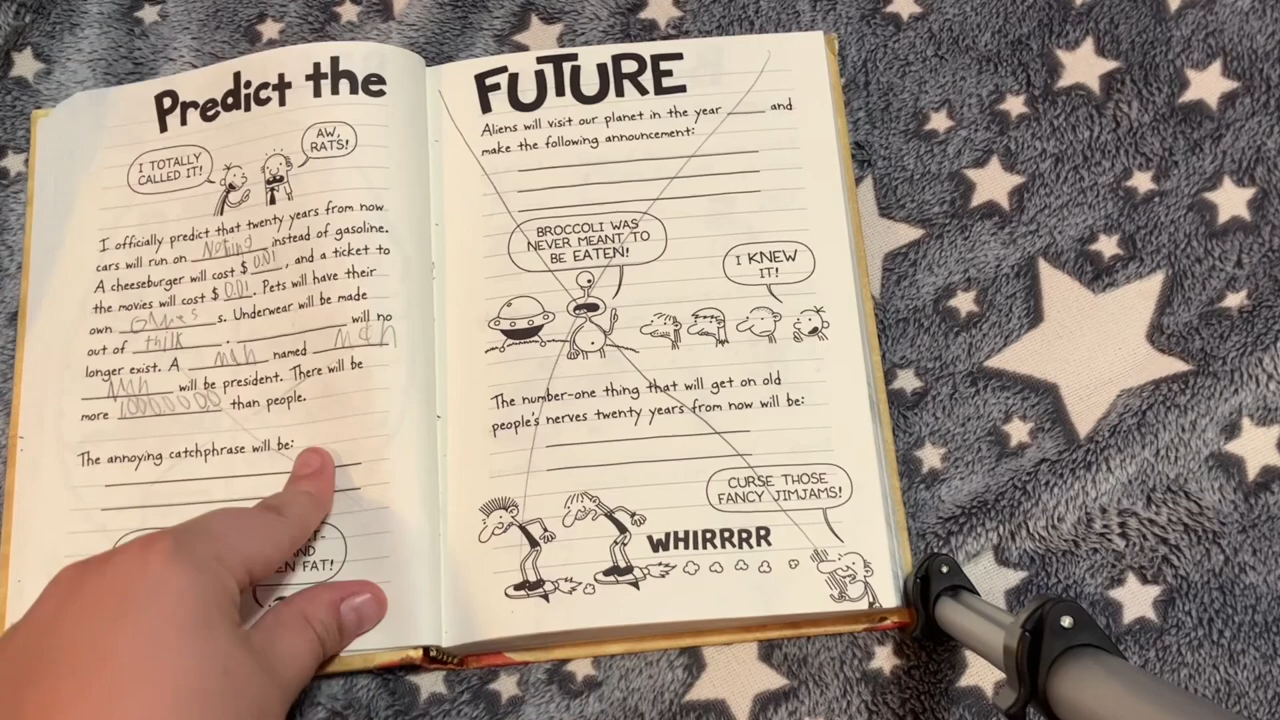 Predict the
I TOTALLY
CALLED IT!
AW,
RATS!
I officially predict that twenty years from now
cars will run on Nothing instead of gasoline.
A cheeseburger will cost $ 0.01, and a ticket to
the movies will cost $ 0.01. Pets will have their
own s. Underwear will be made
out of . will no
longer exist. A named
will be president. There will be
more than people.
The annoying catchphrase will be:
AND
EN FAT!
FUTURE
Aliens will visit our planet in the year and
make the following announcement:
BROCCOLI WAS
NEVER MEANT TO
BE EATEN!
I KNEW
IT!
The number-one thing that will get on old
people's nerves twenty years from now will be:
CURSE THOSE
FANCY JIMJAMS!
WHIRRRR